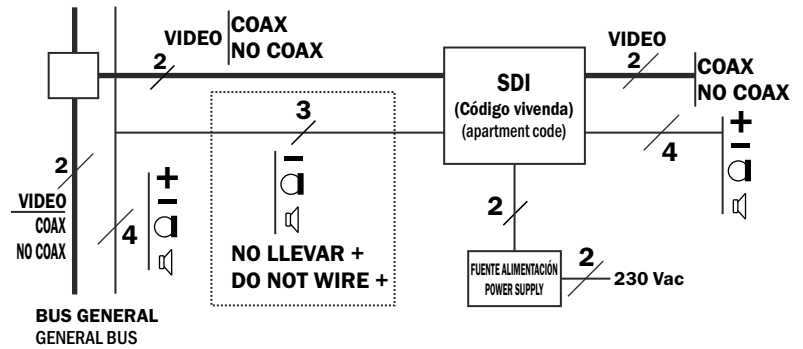 VIDEO
COAX
NO COAX
2
VIDEO
2
COAX
NO COAX
SDI
(Código vivenda)
(apartment code)
3
+
−
4
2
VIDEO
COAX
NO COAX
+
−
4
−
NO LLEVAR +
DO NOT WIRE +
2
FUENTE ALIMENTACIÓN
POWER SUPPLY
2
230 Vac
BUS GENERAL
GENERAL BUS